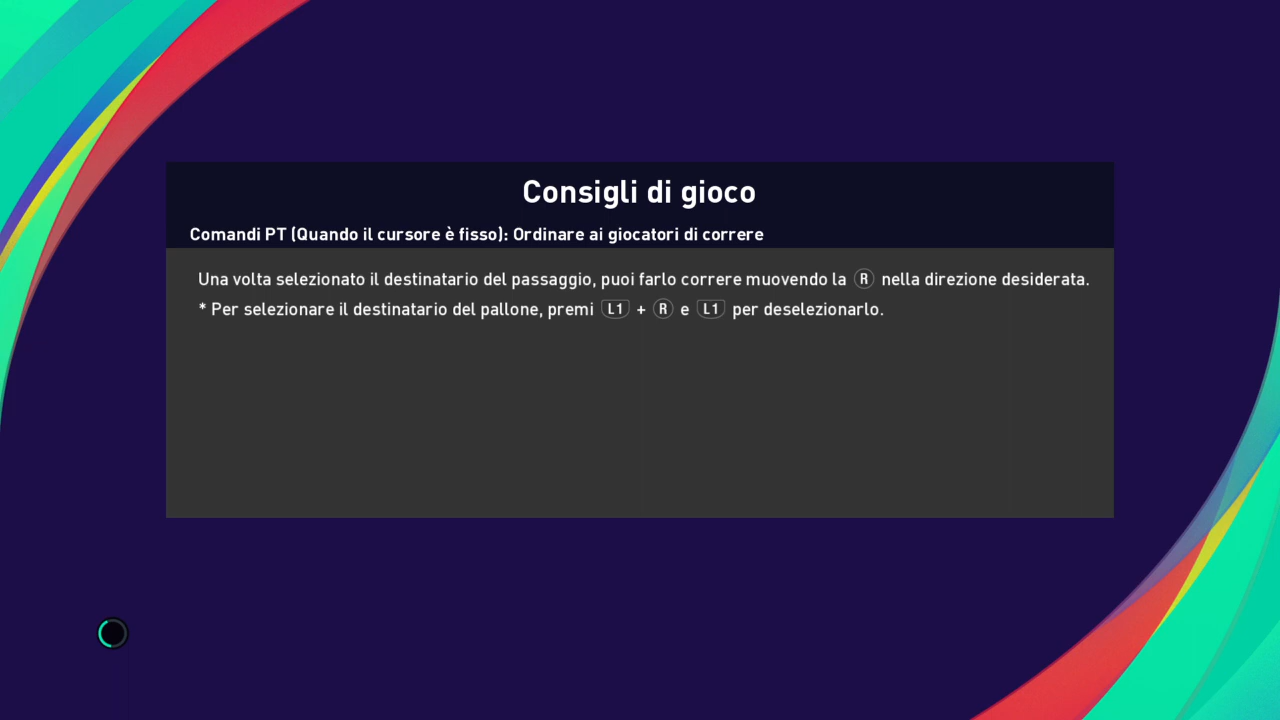 Consigli di gioco
Comandi PT (Quando il cursore è fisso): Ordinare ai giocatori di correre
Una volta selezionato il destinatario del passaggio, puoi farlo correre muovendo la R nella direzione desiderata.
* Per selezionare il destinatario del pallone, premi L1 + R e L1 per deselezionarlo.